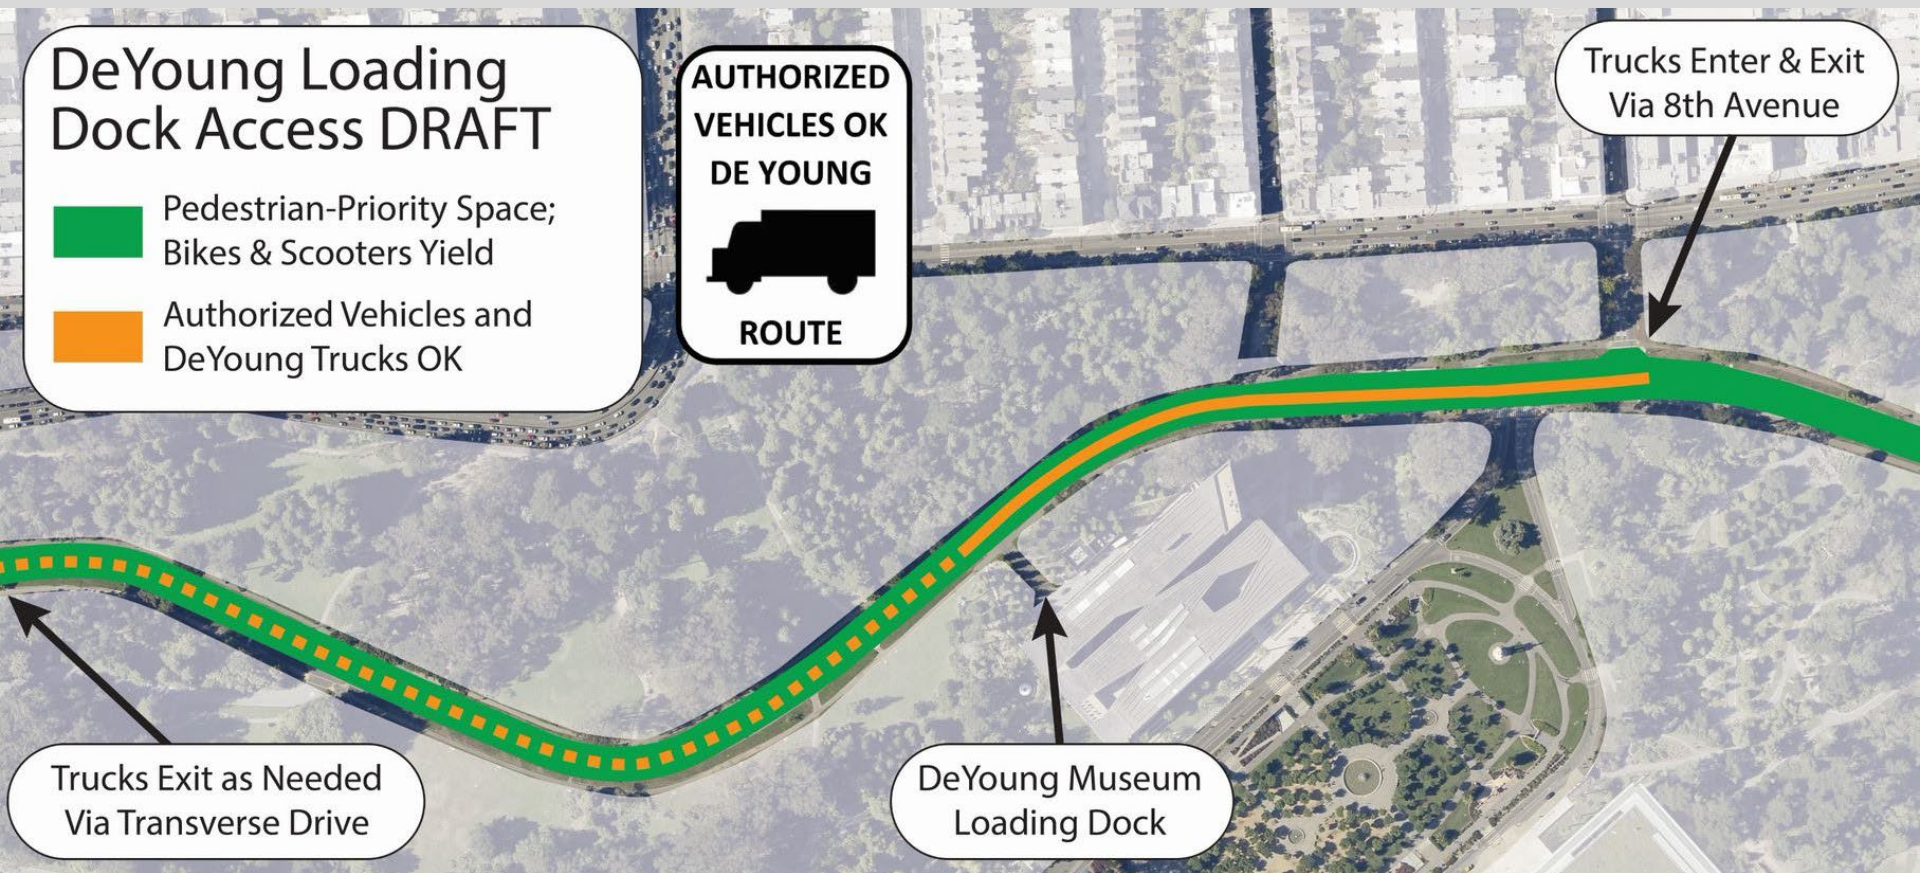 DeYoung Loading
Dock Access DRAFT
Pedestrian-Priority Space;
Bikes & Scooters Yield
Authorized Vehicles and
DeYoung Trucks OK
AUTHORIZED
VEHICLES OK
DE YOUNG
ROUTE
Trucks Enter & Exit
Via 8th Avenue
Trucks Exit as Needed
Via Transverse Drive
DeYoung Museum
Loading Dock